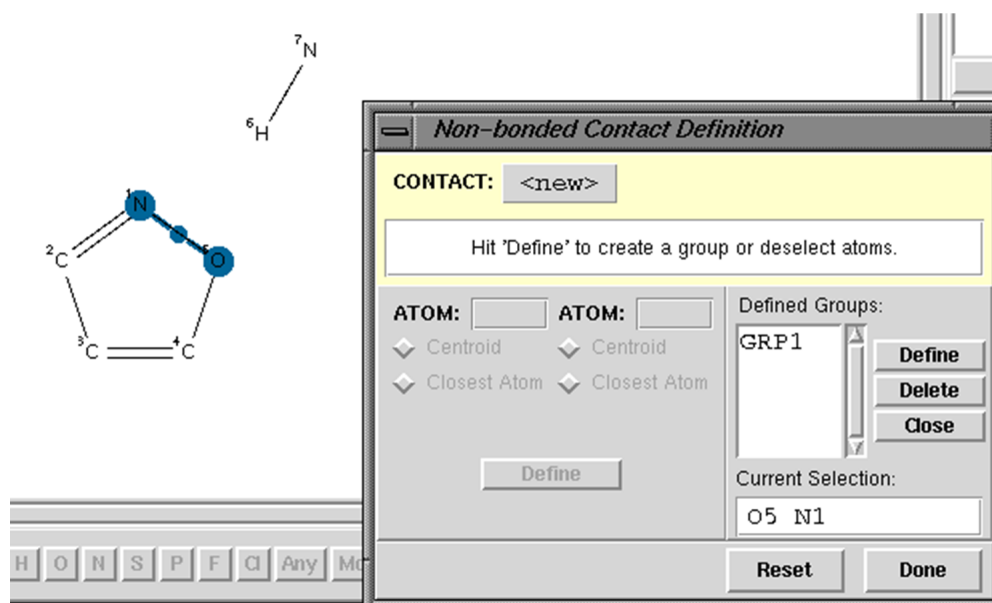 7N
6H
Non-bonded Contact Definition
CONTACT: <new>
Hit 'Define' to create a group or deselect atoms.
1N
2C
5O
3C
4C
ATOM: ATOM:
Centroid Centroid
Closest Atom Closest Atom
Define
Defined Groups:
GRP1
Define
Delete
Close
Current Selection:
O5 N1
H O N S P F Cl Any
Reset Done